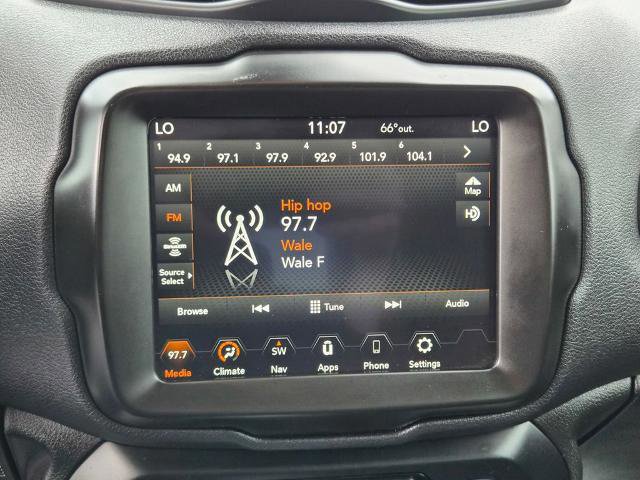 LO 11:07 66°out. LO
1 2 3 4 5 6
94.9 97.1 97.9 92.9 101.9 104.1 >
AM
FM
SiriusXM
Source
Select
Hip hop
97.7
Wale
Wale F
Map
HD
Browse Tune Audio
97.7 SW
Media Climate Nav Apps Phone Settings